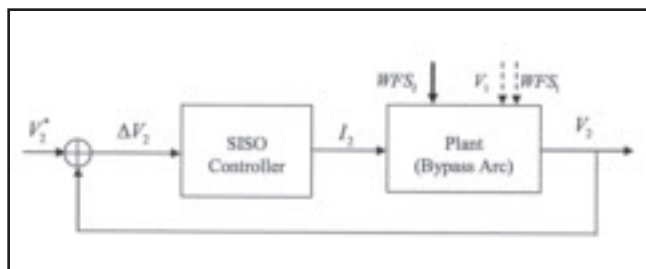 WFS₂ V₁ WFS₁
V₂* ΔV₂ SISO Controller I₂ Plant (Bypass Arc) V₂